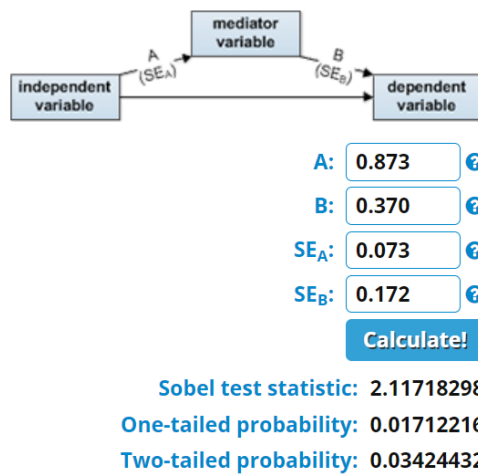 mediator
variable
A
(SEA)
B
(SEB)
independent
variable
dependent
variable
A: 0.873 ?
B: 0.370 ?
SEA: 0.073 ?
SEB: 0.172 ?
Calculate!
Sobel test statistic: 2.11718298
One-tailed probability: 0.01712216
Two-tailed probability: 0.03424432